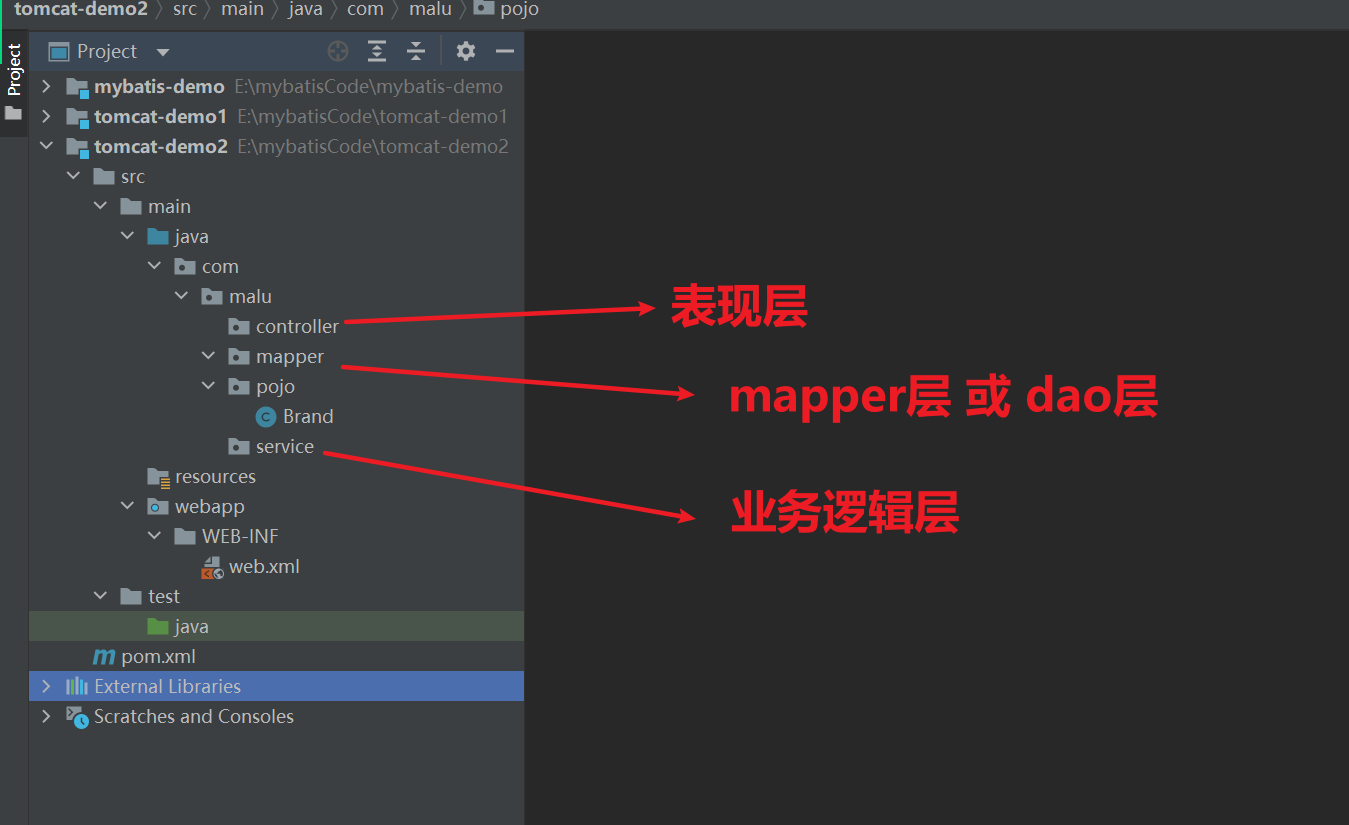 tomcat-demo2 src main java com malu pojo
Project
Project
mybatis-demo E:\mybatisCode\mybatis-demo
tomcat-demo1 E:\mybatisCode\tomcat-demo1
tomcat-demo2 E:\mybatisCode\tomcat-demo2
src
main
java
com
malu
controller
表现层
mapper
mapper层 或 dao层
pojo
C Brand
service
业务逻辑层
resources
webapp
WEB-INF
web.xml
test
java
m pom.xml
External Libraries
Scratches and Consoles